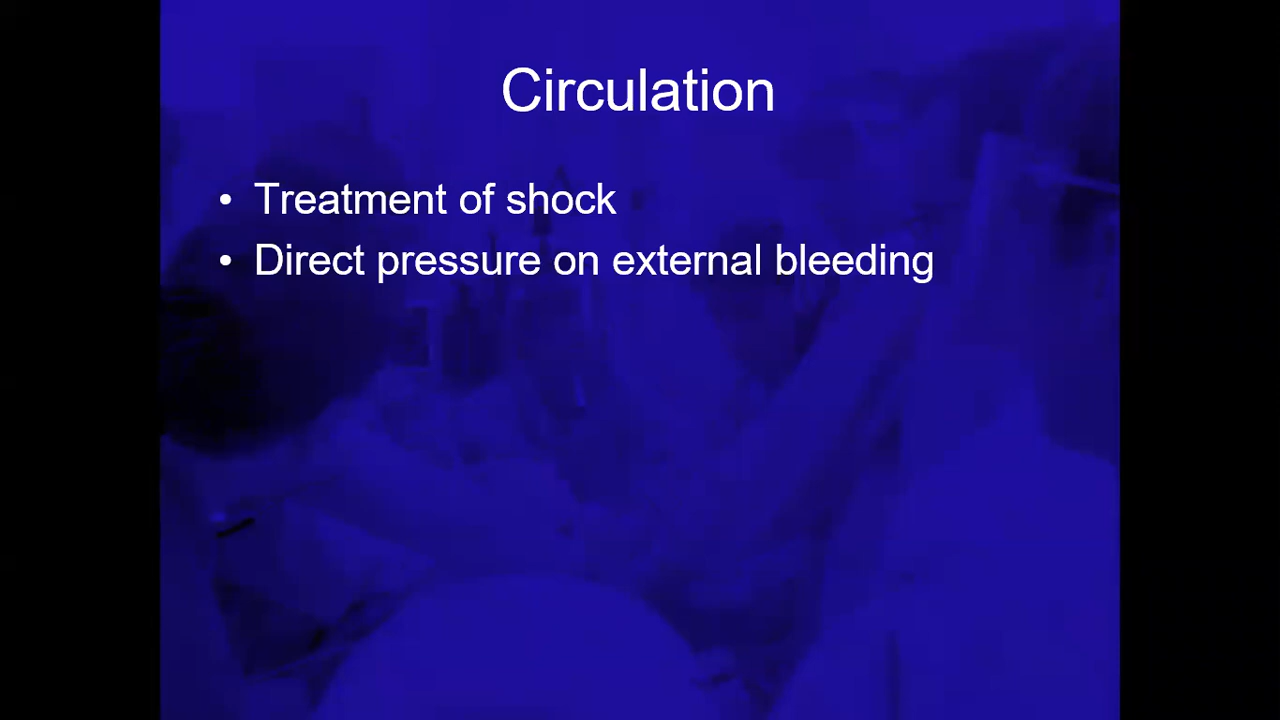 Circulation
• Treatment of shock
• Direct pressure on external bleeding